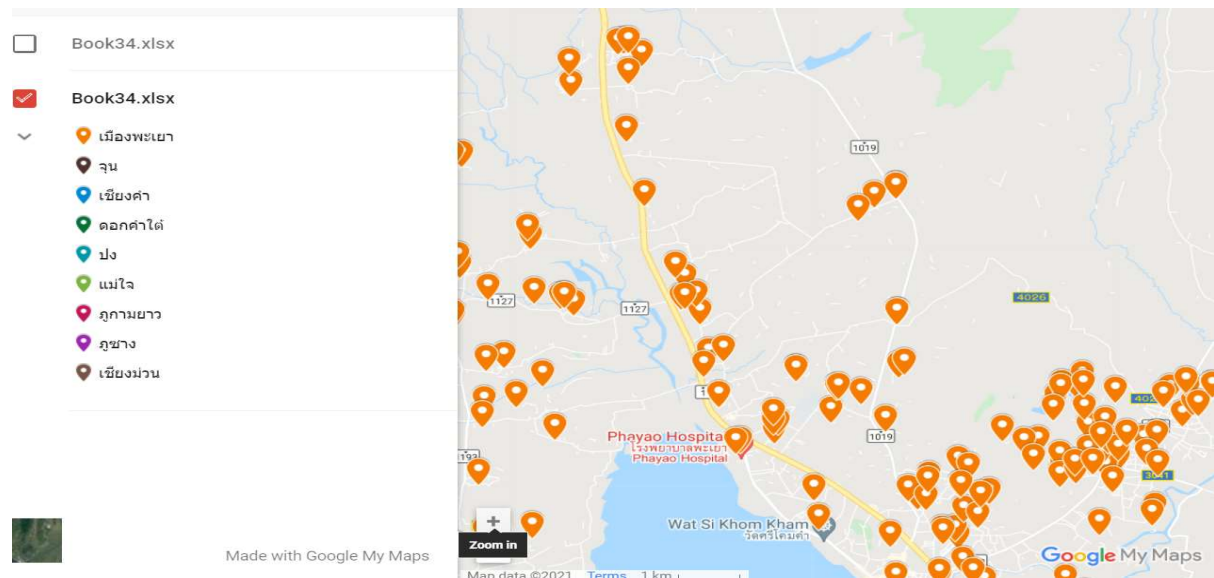 Book34.xlsx
Book34.xlsx
เมืองพะเยา
จุน
เชียงคำ
ดอกคำใต้
ปง
แม่ใจ
ภูกามยาว
ภูซาง
เชียงม่วน
Made with Google My Maps
1019
1127
1127
4026
Phayao Hospital
โรงพยาบาลพะเยา
Phayao Hospital
1019
193
Wat Si Khom Kham
วัดศรีโคมคำ
+
Zoom in
Google My Maps
Map data ©2021 Terms 1 km